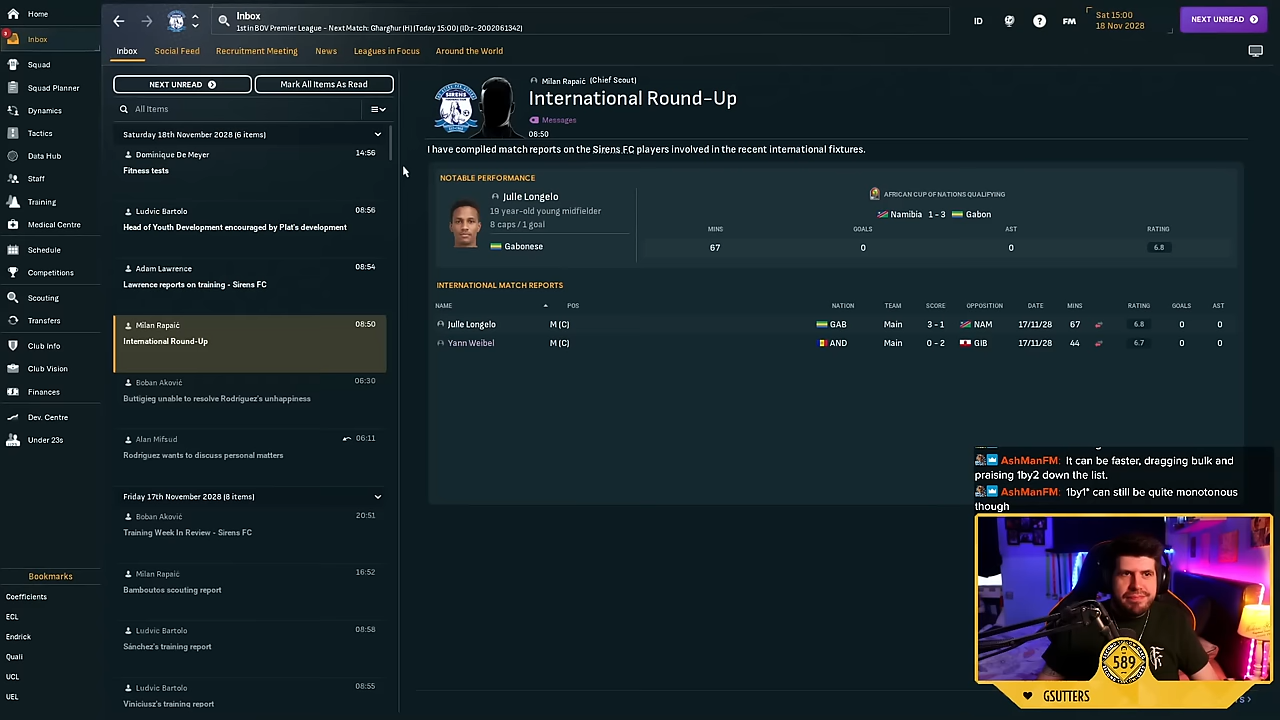 Home
Inbox
3
Squad
Squad Planner
Dynamics
Tactics
Data Hub
Staff
Training
Medical Centre
Schedule
Competitions
Scouting
Transfers
Club Info
Club Vision
Finances
Dev. Centre
Under 23s
Bookmarks
Coefficients
ECL
Endrick
Quali
UCL
UEL
Inbox
1st in BOV Premier League - Next Match: Għargħur (H) (Today 15:00) (ID:r-2002061342)
ID
FM
Sat 15:00
18 Nov 2028
NEXT UNREAD
Inbox
Social Feed
Recruitment Meeting
News
Leagues in Focus
Around the World
NEXT UNREAD
Mark All Items As Read
All Items
Saturday 18th November 2028 (6 items)
Dominique De Meyer 14:56
Fitness tests
Ludvic Bartolo 08:56
Head of Youth Development encouraged by Plat's development
Adam Lawrence 08:54
Lawrence reports on training - Sirens FC
Milan Rapaić 08:50
International Round-Up
Boban Aković 06:30
Buttigieg unable to resolve Rodríguez's unhappiness
Alan Mifsud 06:11
Rodríguez wants to discuss personal matters
Friday 17th November 2028 (8 items)
Boban Aković 20:51
Training Week In Review - Sirens FC
Milan Rapaić 16:52
Bamboutos scouting report
Ludvic Bartolo 08:58
Sánchez's training report
Ludvic Bartolo 08:55
Viniciusz's training report
Milan Rapaić (Chief Scout)
International Round-Up
Messages
08:50
I have compiled match reports on the Sirens FC players involved in the recent international fixtures.
NOTABLE PERFORMANCE
Julle Longelo
19 year-old young midfielder
8 caps / 1 goal
Gabonese
AFRICAN CUP OF NATIONS QUALIFYING
Namibia 1 - 3 Gabon
MINS GOALS AST RATING
67 0 0 6.8
INTERNATIONAL MATCH REPORTS
NAME POS NATION TEAM SCORE OPPOSITION DATE MINS RATING GOALS AST
Julle Longelo M (C) GAB Main 3 - 1 NAM 17/11/28 67 6.8 0 0
Yann Weibel M (C) AND Main 0 - 2 GIB 17/11/28 44 6.7 0 0
AshManFM: It can be faster, dragging bulk and
praising 1by2 down the list.
AshManFM: 1by1* can still be quite monotonous
though
589
GSUTTERS